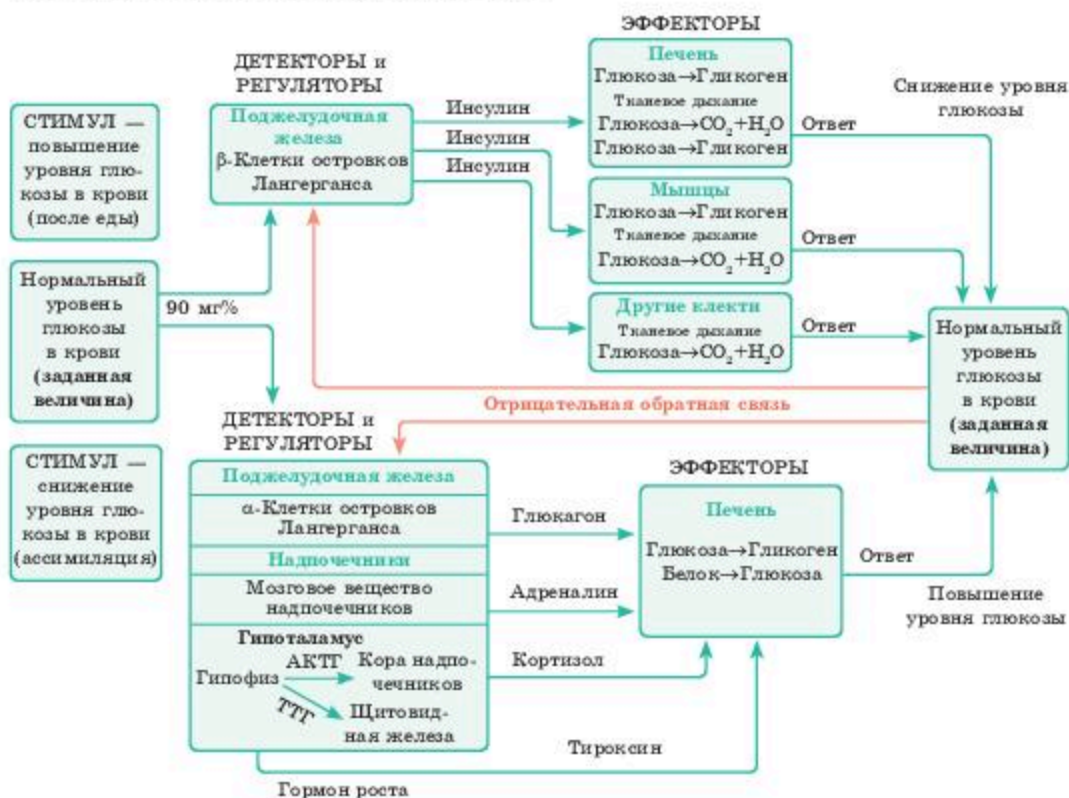 ЭФФЕКТОРЫ
ДЕТЕКТОРЫ и
РЕГУЛЯТОРЫ
СТИМУЛ —
повышение
уровня глю-
козы в крови
(после еды)
Поджелудочная
железа
β-Клетки островков
Лангерганса
Инсулин
Инсулин
Инсулин
Печень
Глюкоза→Гликоген
Тканевое дыхание
Глюкоза→CO₂+H₂O
Глюкоза→Гликоген
Ответ
Снижение уровня
глюкозы
Мышцы
Глюкоза→Гликоген
Тканевое дыхание
Глюкоза→CO₂+H₂O
Ответ
Нормальный
уровень
глюкозы
в крови
(заданная
величина)
90 мг%
Другие клекти
Тканевое дыхание
Глюкоза→CO₂+H₂O
Ответ
Нормальный
уровень
глюкозы
в крови
(заданная
величина)
Отрицательная обратная связь
ДЕТЕКТОРЫ и
РЕГУЛЯТОРЫ
СТИМУЛ —
снижение
уровня глю-
козы в крови
(ассимиляция)
Поджелудочная железа
α-Клетки островков
Лангерганса
Надпочечники
Мозговое вещество
надпочечников
Гипоталамус
Гипофиз
АКТГ
Кора надпо-
чечников
ТТГ
Щитовид-
ная железа
Глюкагон
Адреналин
Кортизол
Тироксин
Гормон роста
ЭФФЕКТОРЫ
Печень
Глюкоза→Гликоген
Белок→Глюкоза
Ответ
Повышение
уровня глюкозы